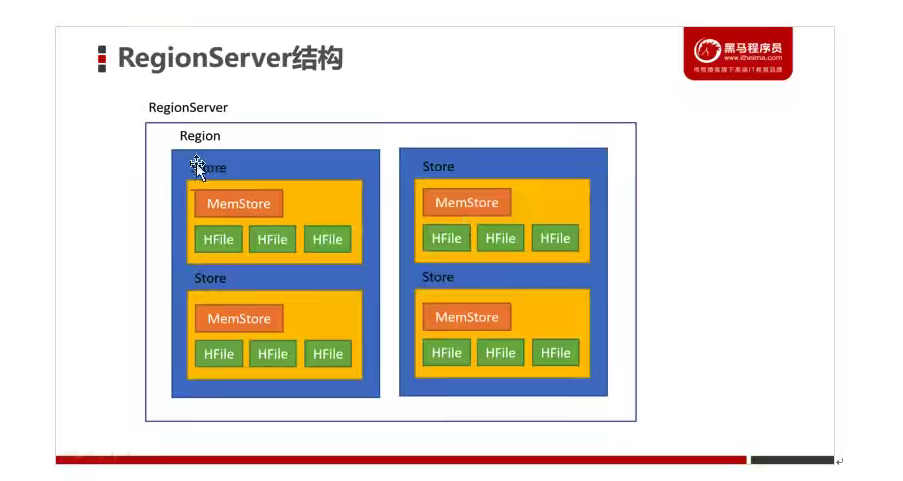 RegionServer结构
黑马程序员
www.itheima.com
传智播客旗下高端IT教育品牌
RegionServer
Region
Store
MemStore
HFile HFile HFile
Store
MemStore
HFile HFile HFile
Store
MemStore
HFile HFile HFile
Store
MemStore
HFile HFile HFile